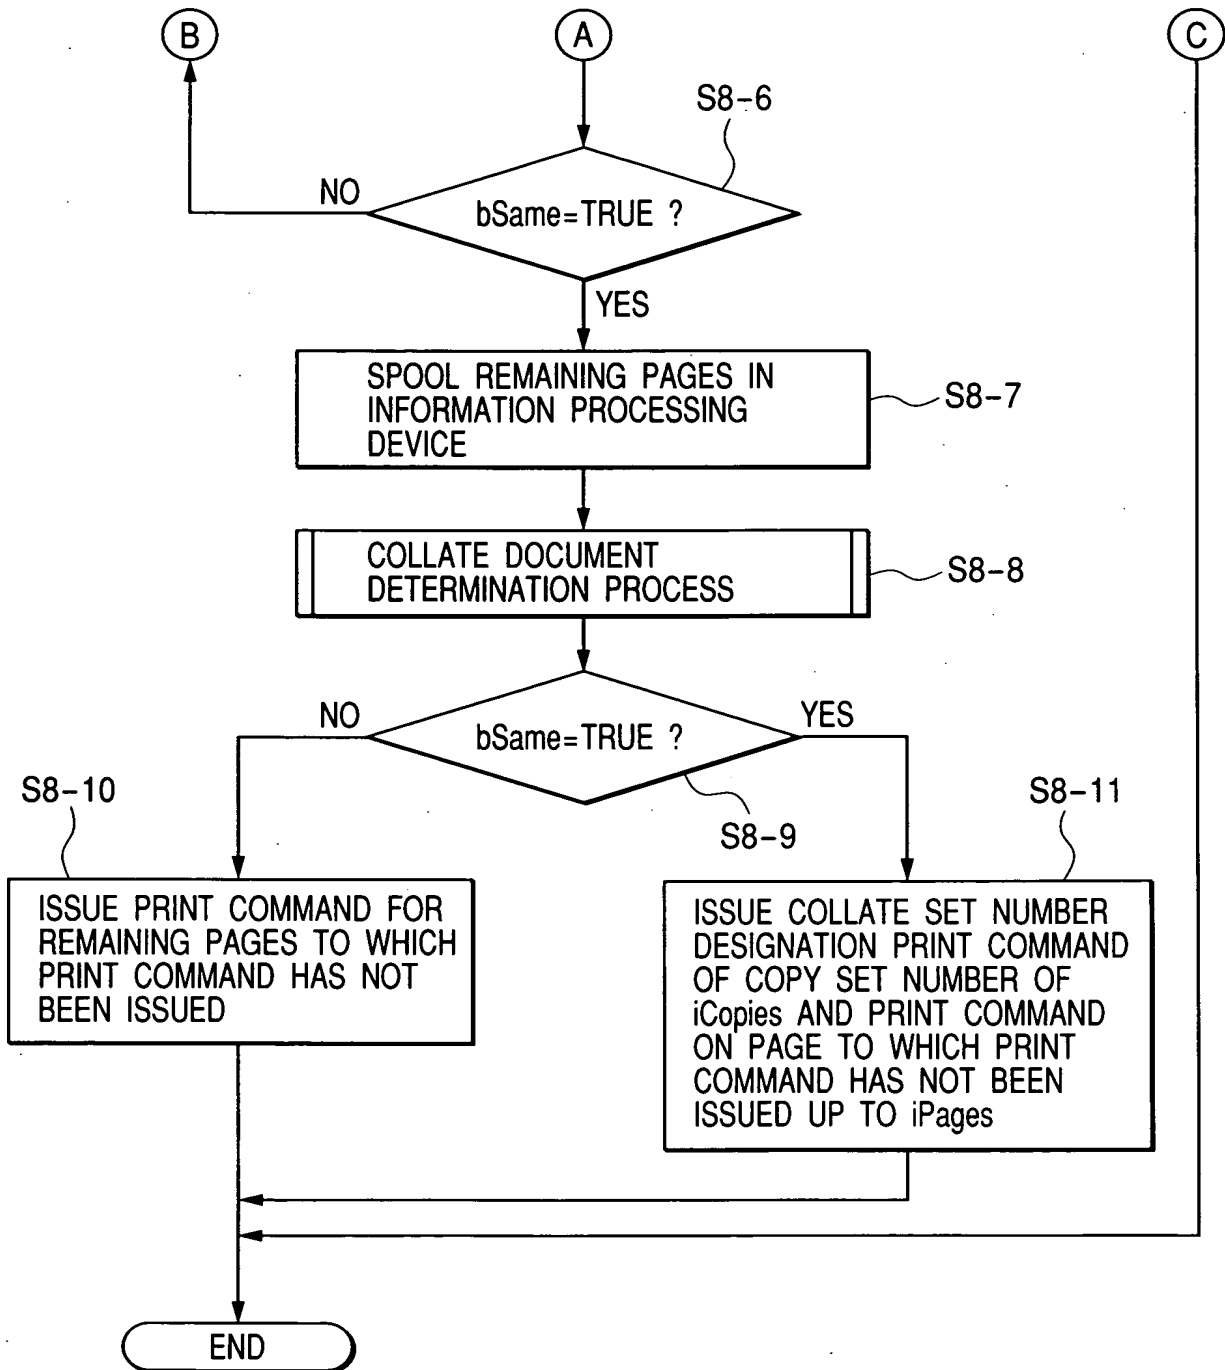 B
A
C
S8-6
NO
bSame=TRUE ?
YES
SPOOL REMAINING PAGES IN
INFORMATION PROCESSING
DEVICE
S8-7
COLLATE DOCUMENT
DETERMINATION PROCESS
S8-8
NO
bSame=TRUE ?
YES
S8-10
S8-9
S8-11
ISSUE PRINT COMMAND FOR
REMAINING PAGES TO WHICH
PRINT COMMAND HAS NOT
BEEN ISSUED
ISSUE COLLATE SET NUMBER
DESIGNATION PRINT COMMAND
OF COPY SET NUMBER OF
iCopies AND PRINT COMMAND
ON PAGE TO WHICH PRINT
COMMAND HAS NOT BEEN
ISSUED UP TO iPages
END